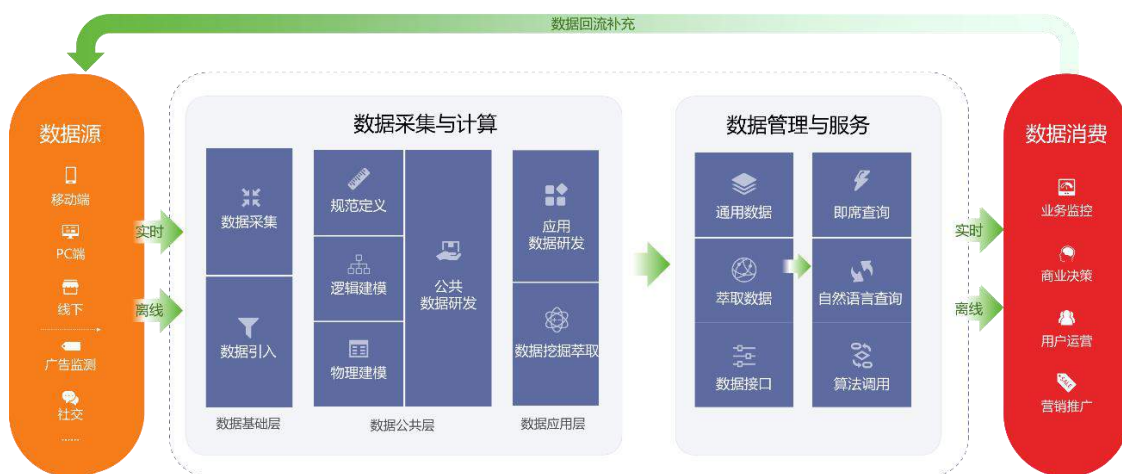 数据回流补充
数据源
移动端
PC端
线下
广告监测
社交
......
实时
离线
数据采集与计算
数据采集
数据引入
数据基础层
规范定义
逻辑建模
物理建模
公共
数据研发
数据公共层
应用
数据研发
数据挖掘萃取
数据应用层
数据管理与服务
通用数据
即席查询
萃取数据
自然语言查询
数据接口
算法调用
实时
离线
数据消费
业务监控
商业决策
用户运营
SALE
营销推广